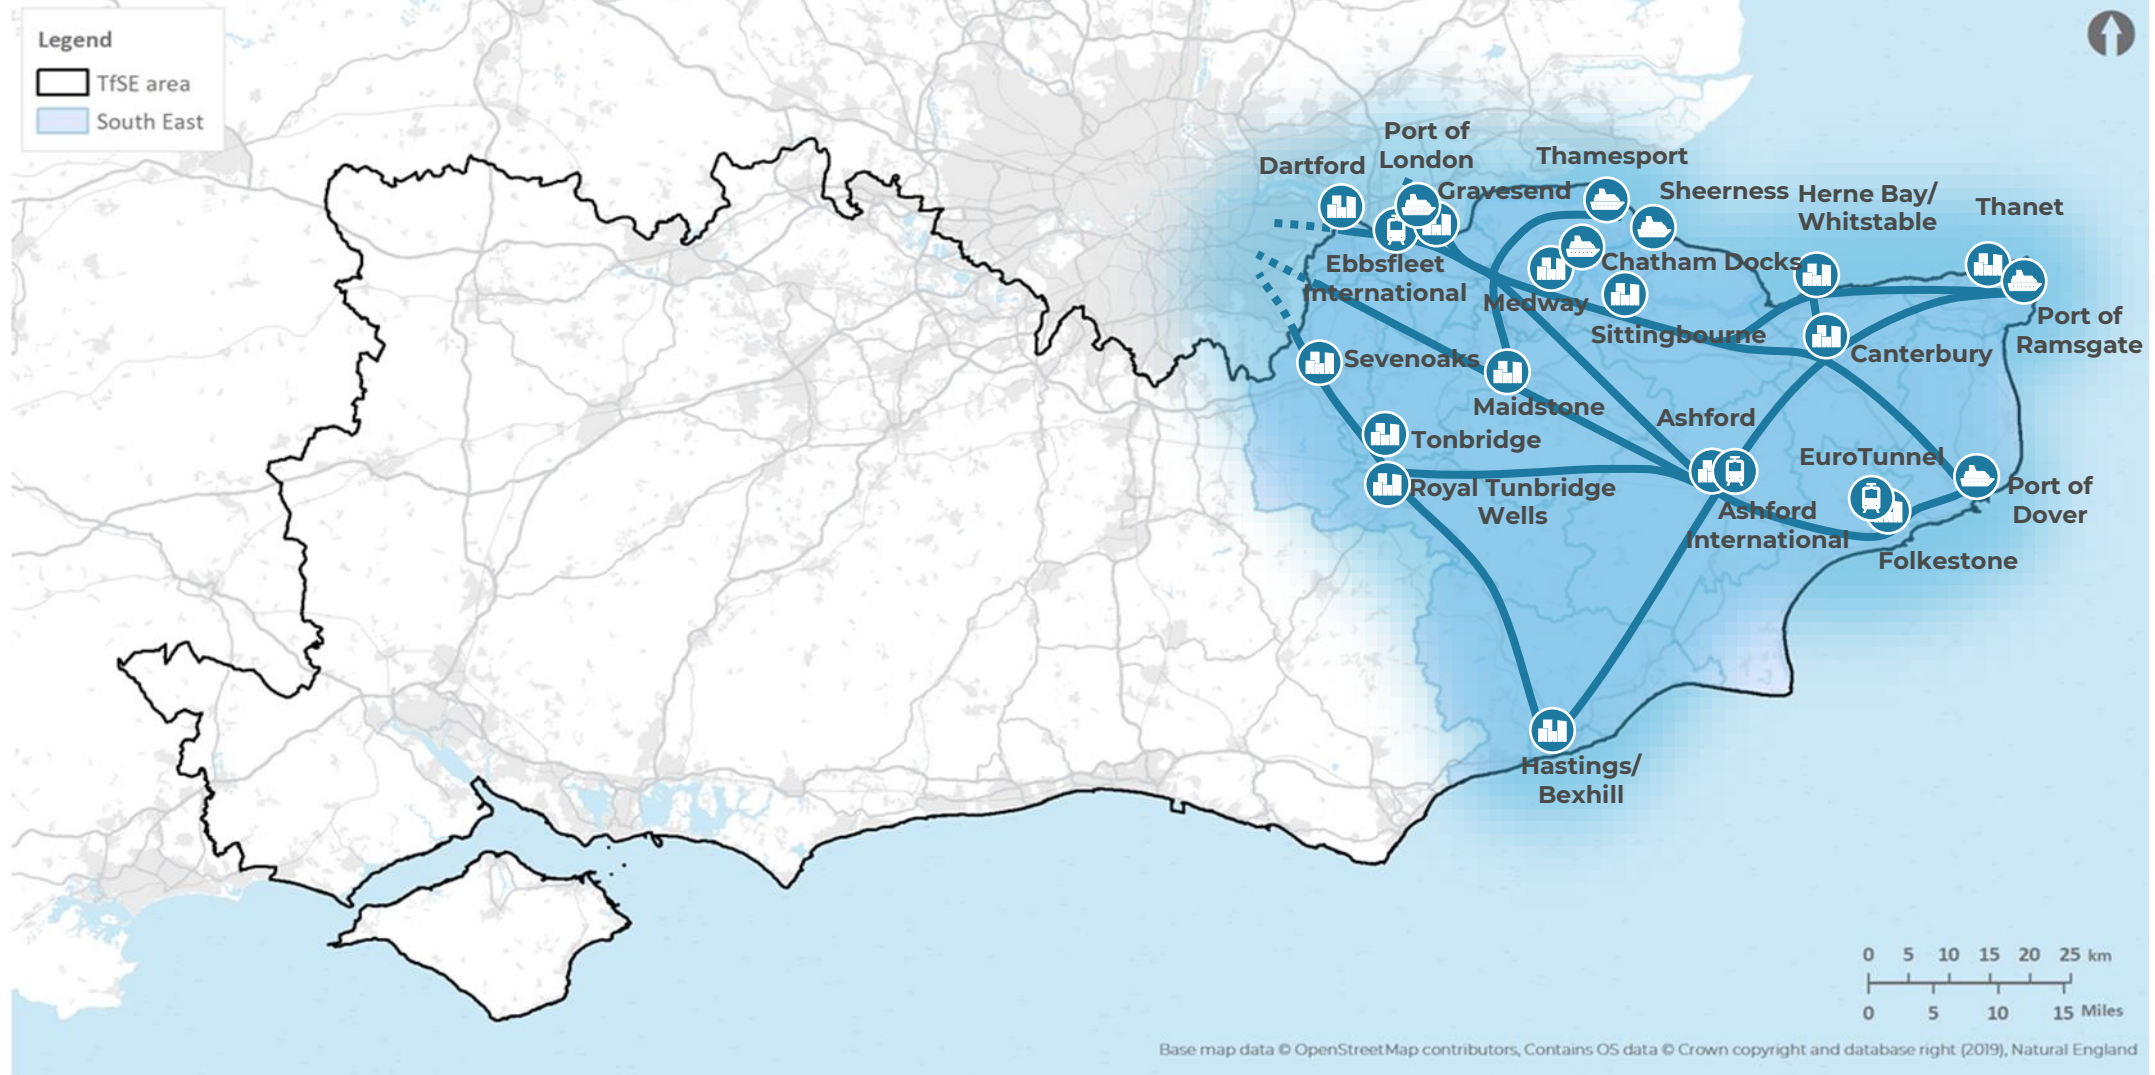 Legend
TfSE area
South East
Port of
London
Dartford
Thamesport
Gravesend
Sheerness
Herne Bay/
Whitstable
Thanet
Ebbsfleet
International
Chatham Docks
Medway
Sittingbourne
Port of
Ramsgate
Canterbury
Sevenoaks
Maidstone
Ashford
Tonbridge
EuroTunnel
Royal Tunbridge
Wells
Port of
Dover
Ashford
International
Folkestone
Hastings/
Bexhill
0 5 10 15 20 25 km
0 5 10 15 Miles
Base map data © OpenStreetMap contributors, Contains OS data © Crown copyright and database right (2019), Natural England